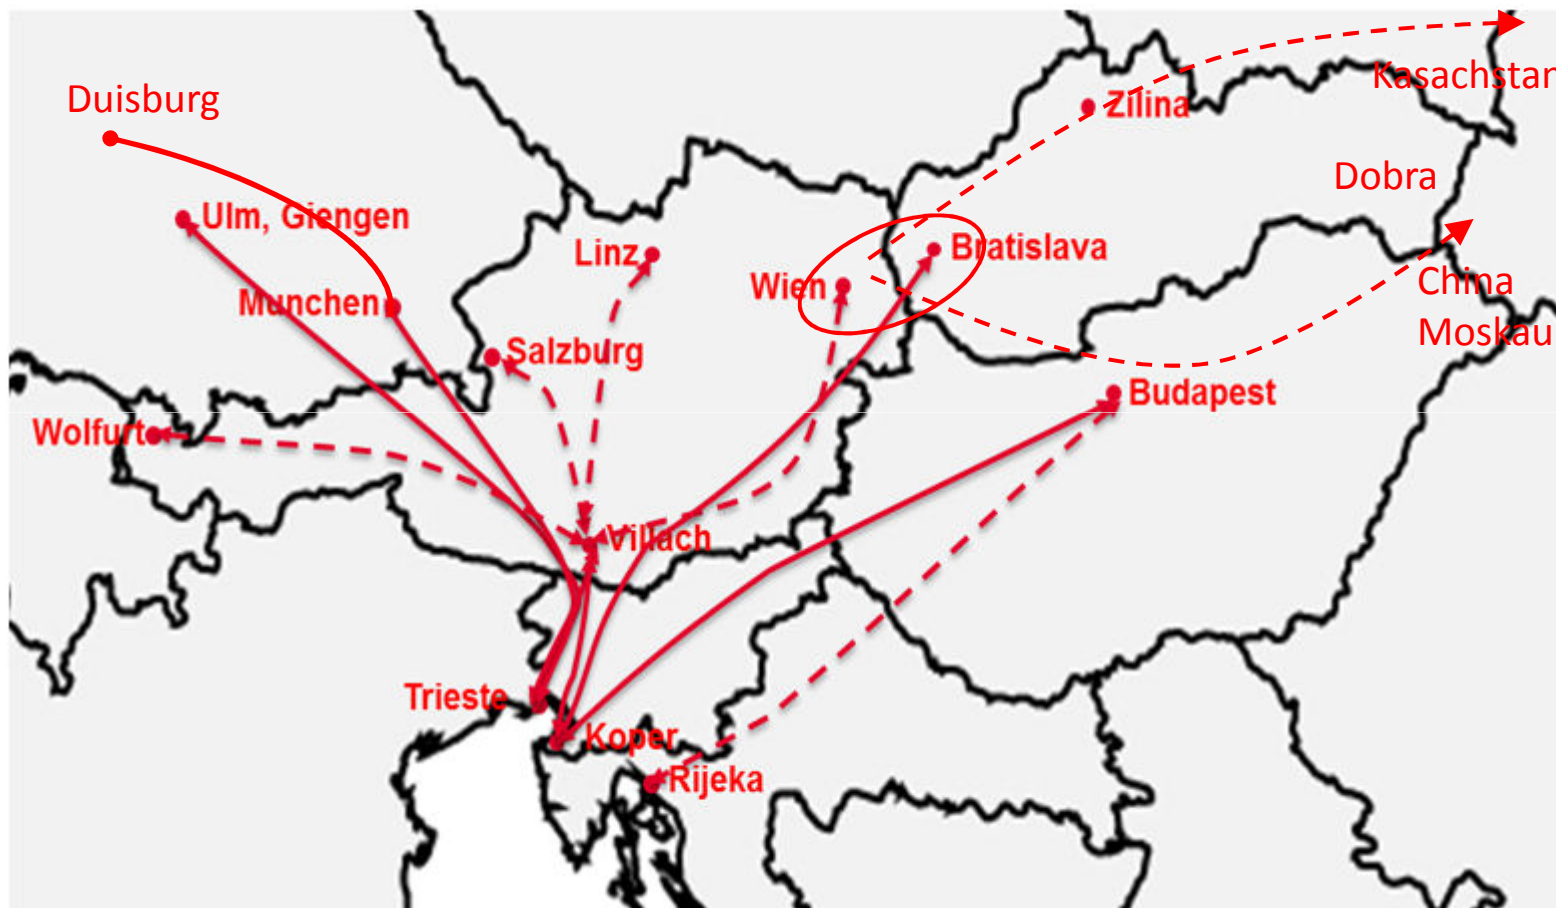 Kasachstan
Duisburg
Zilina
Dobra
Ulm, Giengen
Linz
Bratislava
Wien
China
Moskau
Munchen
Salzburg
Budapest
Wolfurt
Villach
Trieste
Koper
Rijeka